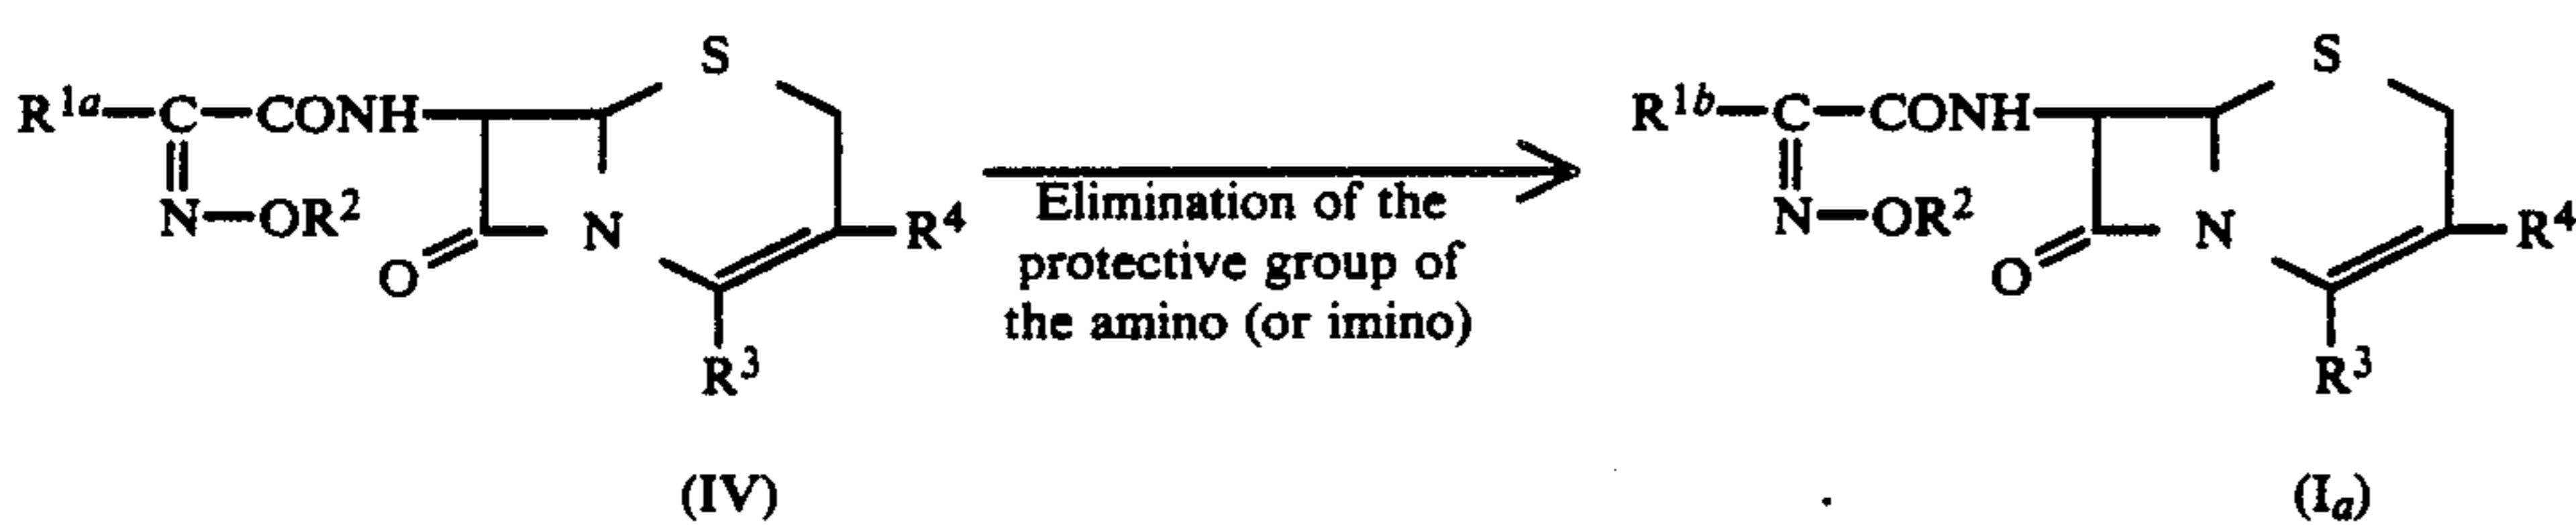 S S
R1a—C—CONH R1b—C—CONH
N—OR2 N R4 N—OR2 N R4
O O
R3 R3
Elimination of the
protective group of
the amino (or imino)
(IV) (Ia)